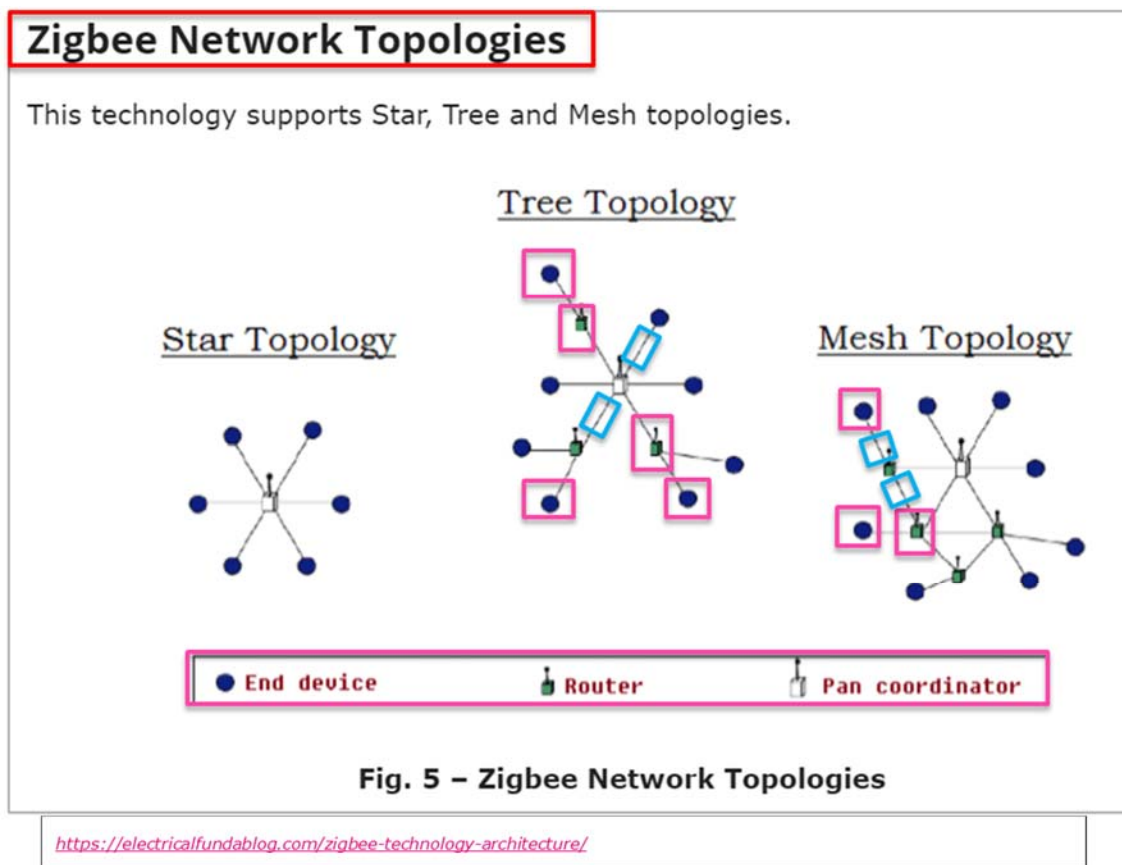 Zigbee Network Topologies
This technology supports Star, Tree and Mesh topologies.
Tree Topology
Star Topology
Mesh Topology
End device
Router
Pan coordinator
Fig. 5 – Zigbee Network Topologies
https://electricalfundablog.com/zigbee-technology-architecture/